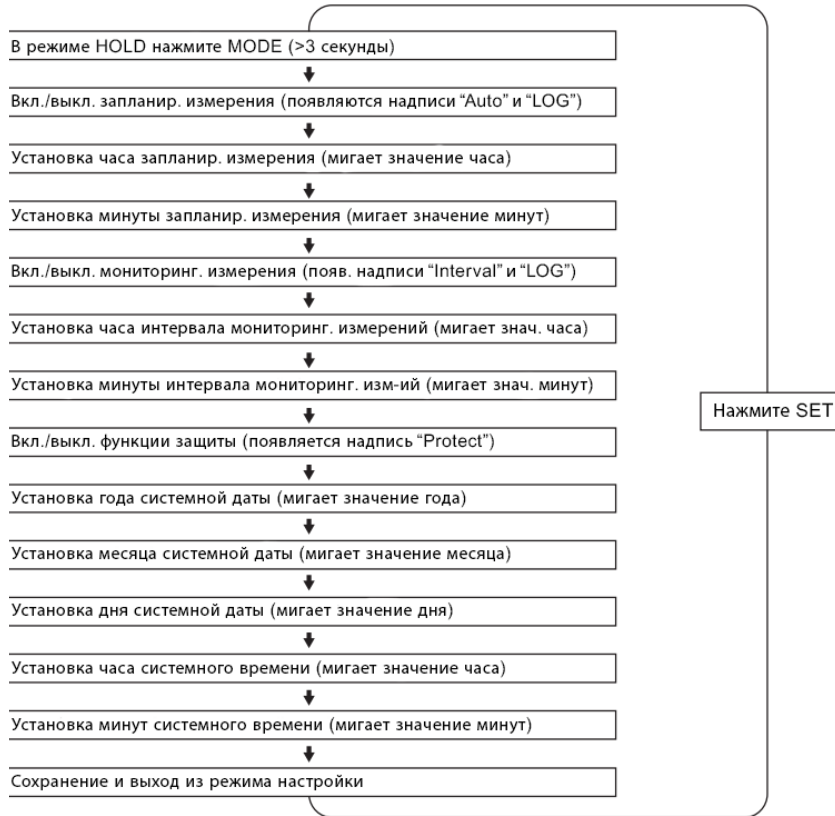 В режиме HOLD нажмите MODE (>3 секунды)
Вкл./выкл. запланир. измерения (появляются надписи “Auto” и “LOG”)
Установка часа запланир. измерения (мигает значение часа)
Установка минуты запланир. измерения (мигает значение минут)
Вкл./выкл. мониторинг. измерения (появ. надписи “Interval” и “LOG”)
Установка часа интервала мониторинг. измерений (мигает знач. часа)
Установка минуты интервала мониторинг. изм-ий (мигает знач. минут)
Нажмите SET
Вкл./выкл. функции защиты (появляется надпись “Protect”)
Установка года системной даты (мигает значение года)
Установка месяца системной даты (мигает значение месяца)
Установка дня системной даты (мигает значение дня)
Установка часа системного времени (мигает значение часа)
Установка минут системного времени (мигает значение минут)
Сохранение и выход из режима настройки